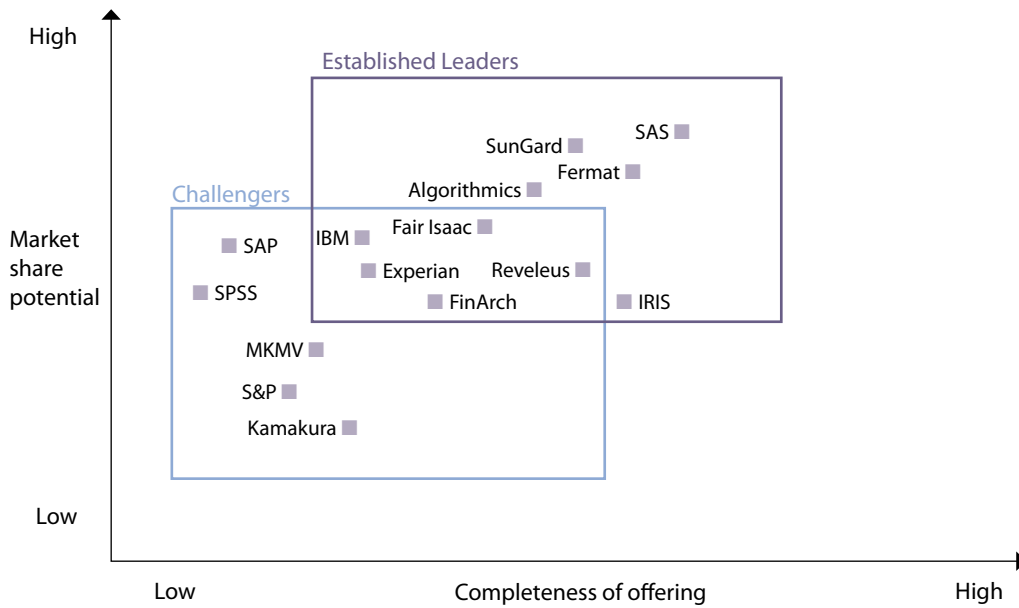 High
Established Leaders
SAS
SunGard
Fermat
Algorithmics
Challengers
Fair Isaac
IBM
SAP
Market
share
potential
Experian
Reveleus
SPSS
FinArch
IRIS
MKMV
S&P
Kamakura
Low
Low
Completeness of offering
High